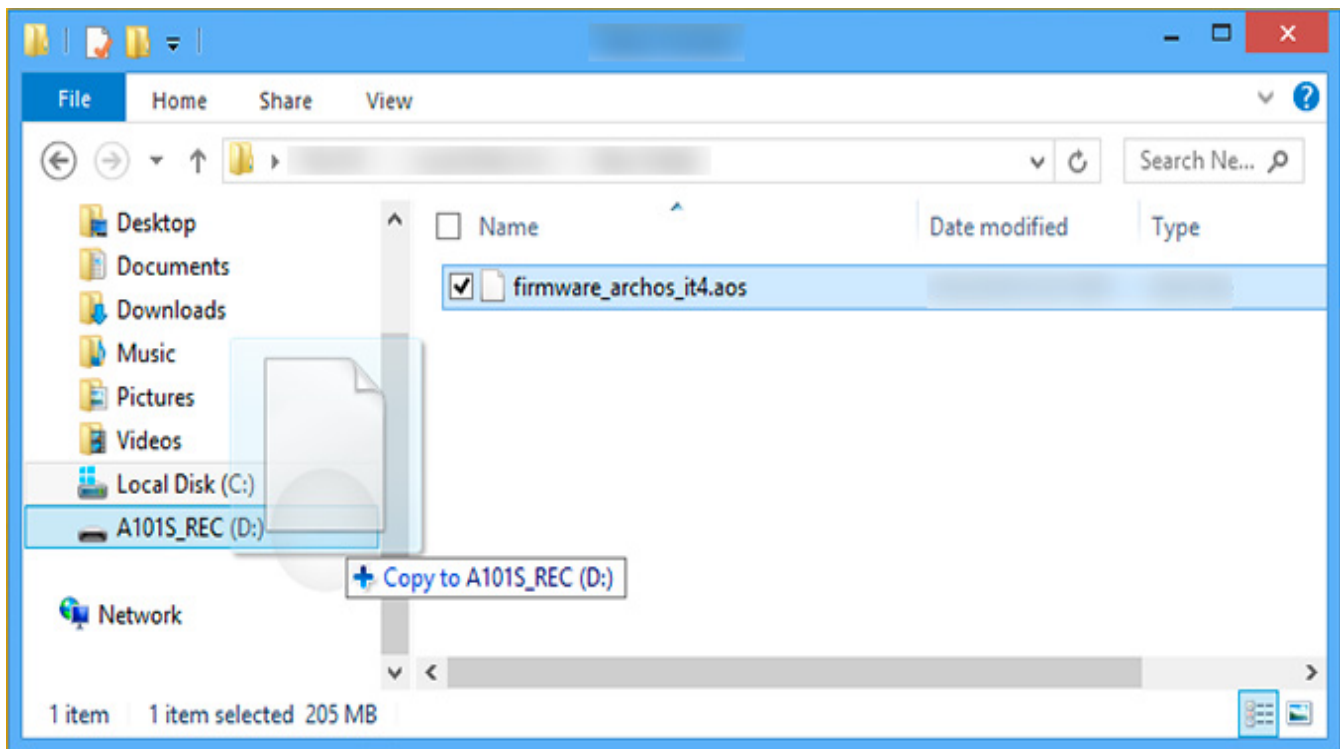 File Home Share View
Search Ne...
Desktop
Documents
Downloads
Music
Pictures
Videos
Local Disk (C:)
A101S_REC (D:)
Network
Name Date modified Type
firmware_archos_it4.aos
Copy to A101S_REC (D:)
1 item 1 item selected 205 MB